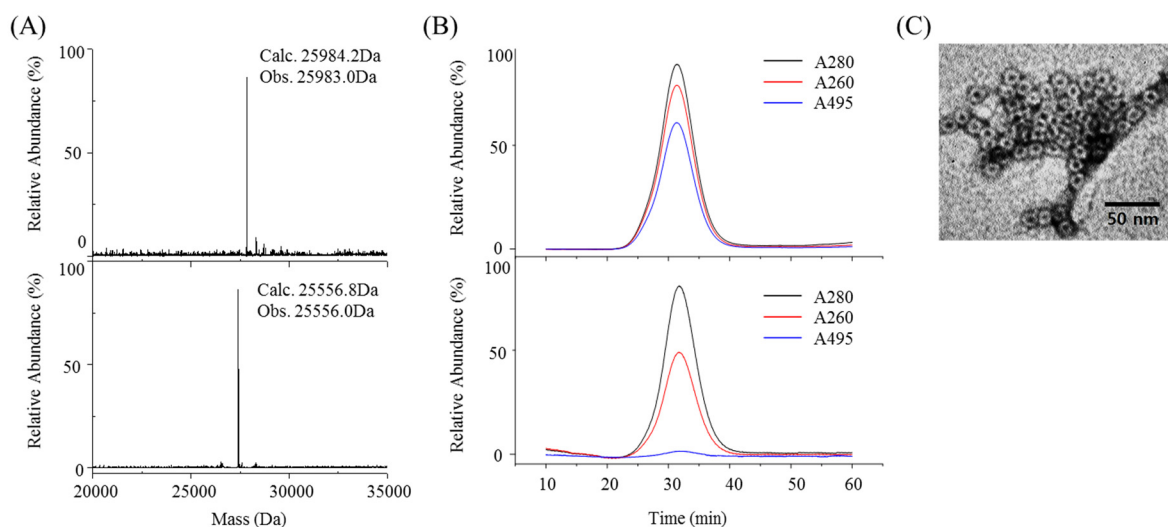 (A)
Relative Abundance (%)
100
50
0
Calc. 25984.2Da
Obs. 25983.0Da
Relative Abundance (%)
100
50
0
Calc. 25556.8Da
Obs. 25556.0Da
20000 25000 30000 35000
Mass (Da)
(B)
Relative Abundance (%)
100
50
0
A280
A260
A495
Relative Abundance (%)
100
50
0
A280
A260
A495
10 20 30 40 50 60
Time (min)
(C)
50 nm